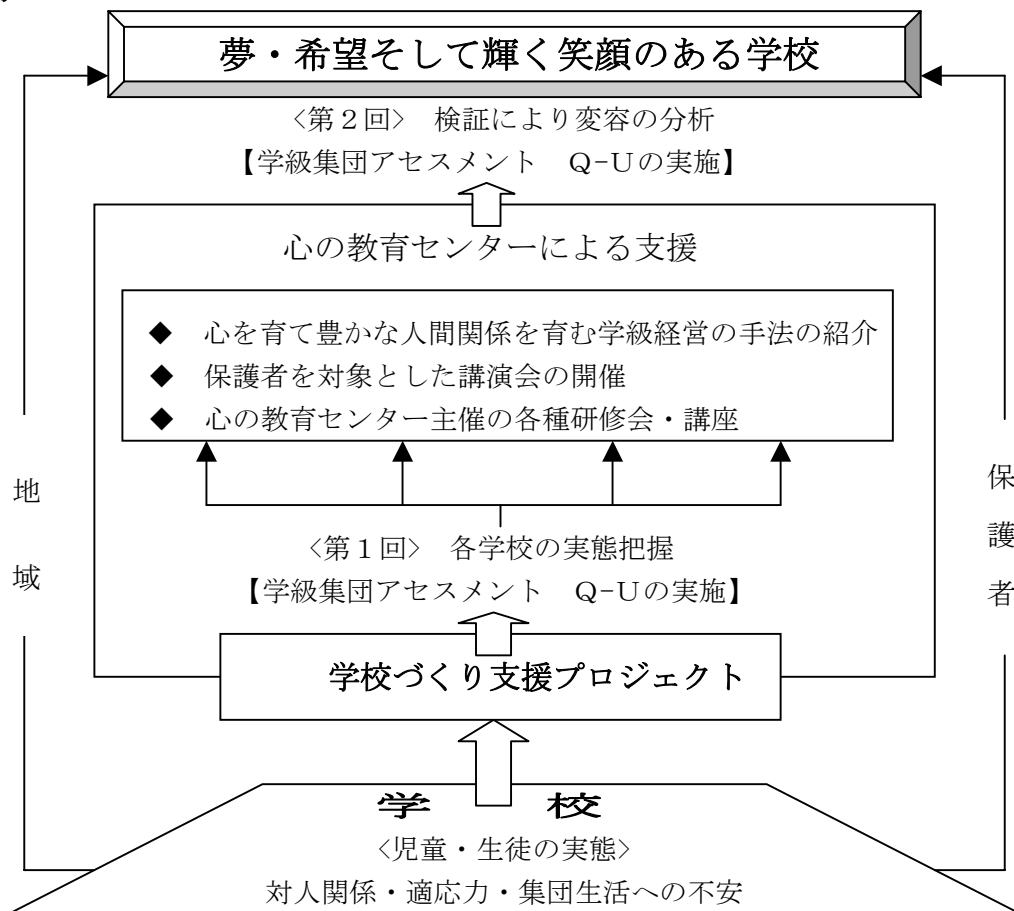 夢・希望そして輝く笑顔のある学校
<第2回> 検証により変容の分析
【学級集団アセスメント Q-Uの実施】
心の教育センターによる支援
◆ 心を育て豊かな人間関係を育む学級経営の手法の紹介
◆ 保護者を対象とした講演会の開催
◆ 心の教育センター主催の各種研修会・講座
地域
保護者
<第1回> 各学校の実態把握
【学級集団アセスメント Q-Uの実施】
学校づくり支援プロジェクト
学 校
<児童・生徒の実態>
対人関係・適応力・集団生活への不安